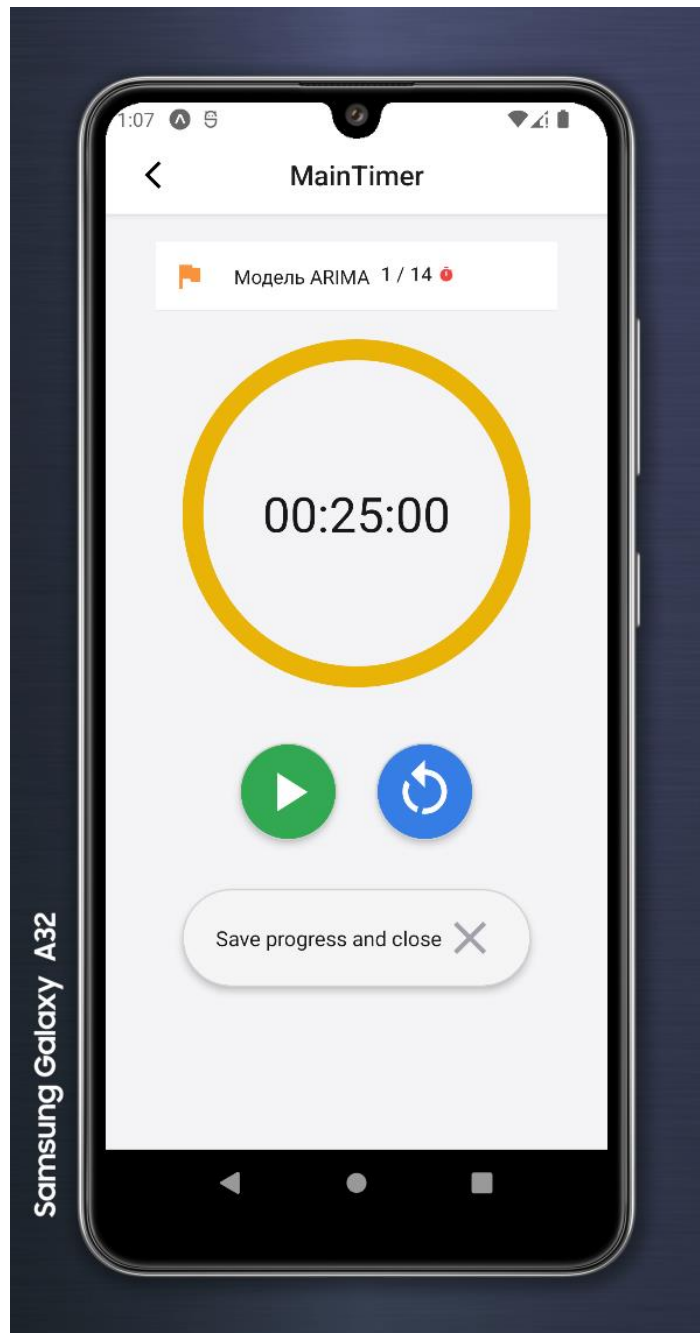 1:07
MainTimer
Модель ARIMA 1 / 14
00:25:00
Save progress and close
Samsung Galaxy A32